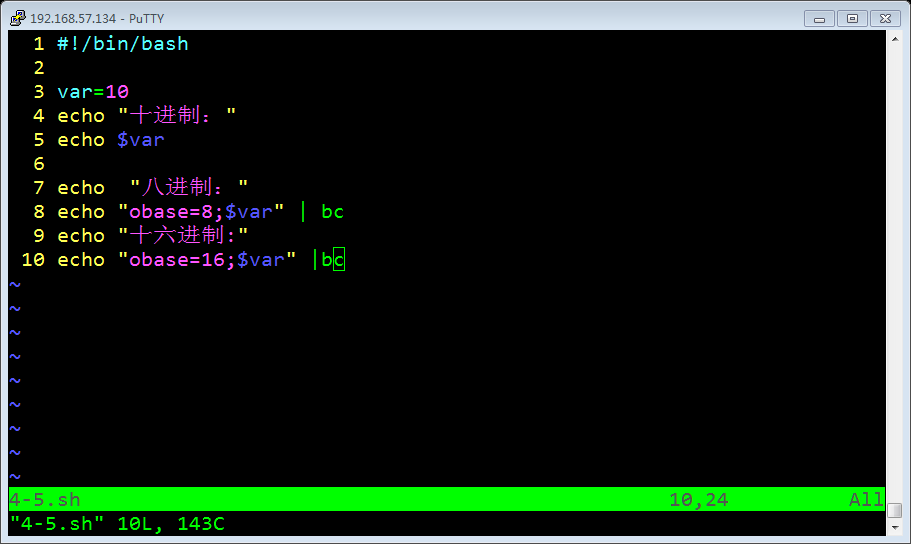 192.168.57.134 - PuTTY
1 #!/bin/bash
2
3 var=10
4 echo "十进制："
5 echo $var
6
7 echo  "八进制："
8 echo "obase=8;$var" | bc
9 echo "十六进制:"
10 echo "obase=16;$var" |bc
~
~
~
~
~
~
~
~
~
4-5.sh 10,24 All
"4-5.sh" 10L, 143C